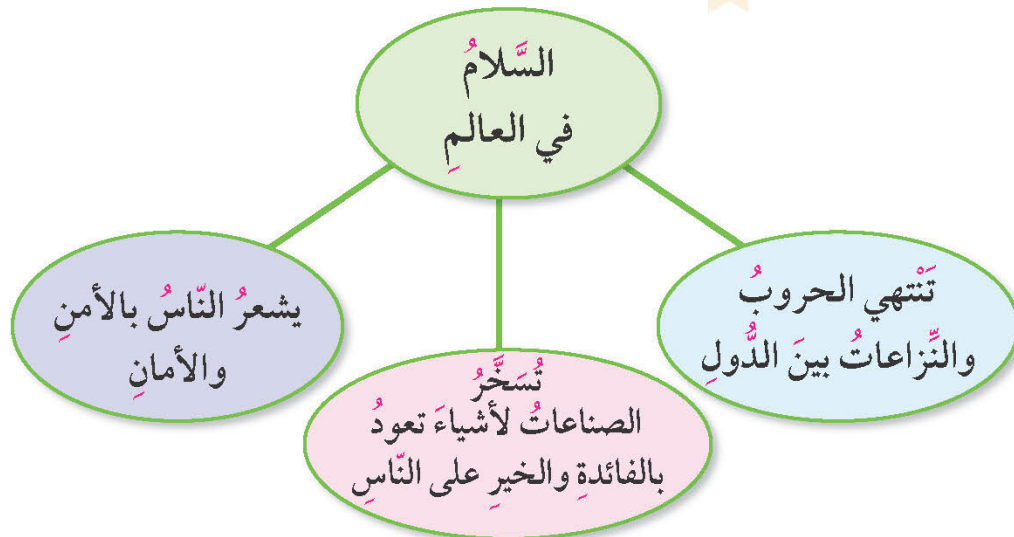 السَّلامُ
في العالمِ
تَنْتهي الحروبُ
والنِّزاعاتُ بينَ الدُّولِ
تُسَخَّرُ
الصناعاتُ لأشياءَ تعودُ
بالفائدةِ والخيرِ على النّاسِ
يشعرُ النّاسُ بالأمنِ
والأمانِ